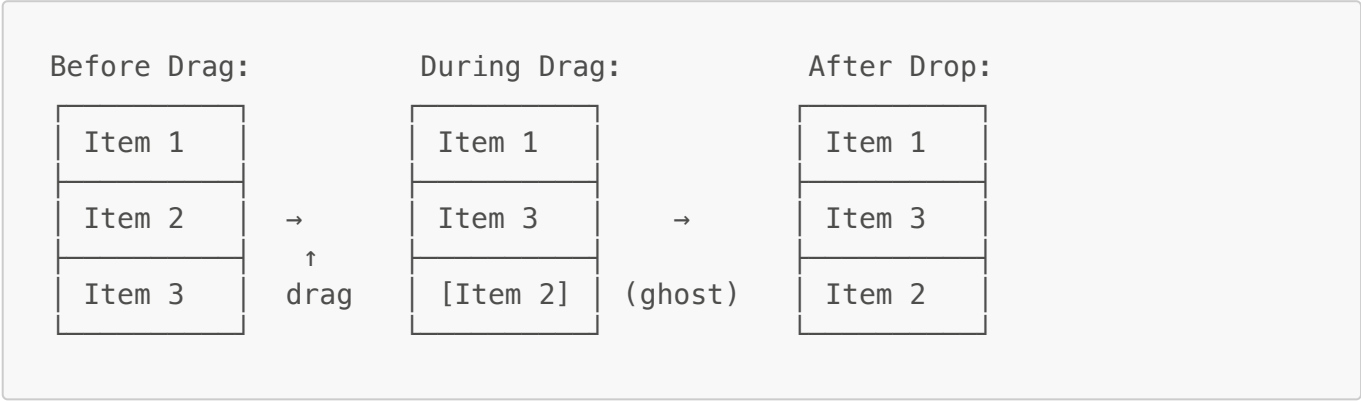 Before Drag: During Drag: After Drop:
Item 1 Item 1 Item 1
Item 2 → Item 3 → Item 3
↑
Item 3 drag [Item 2] (ghost) Item 2